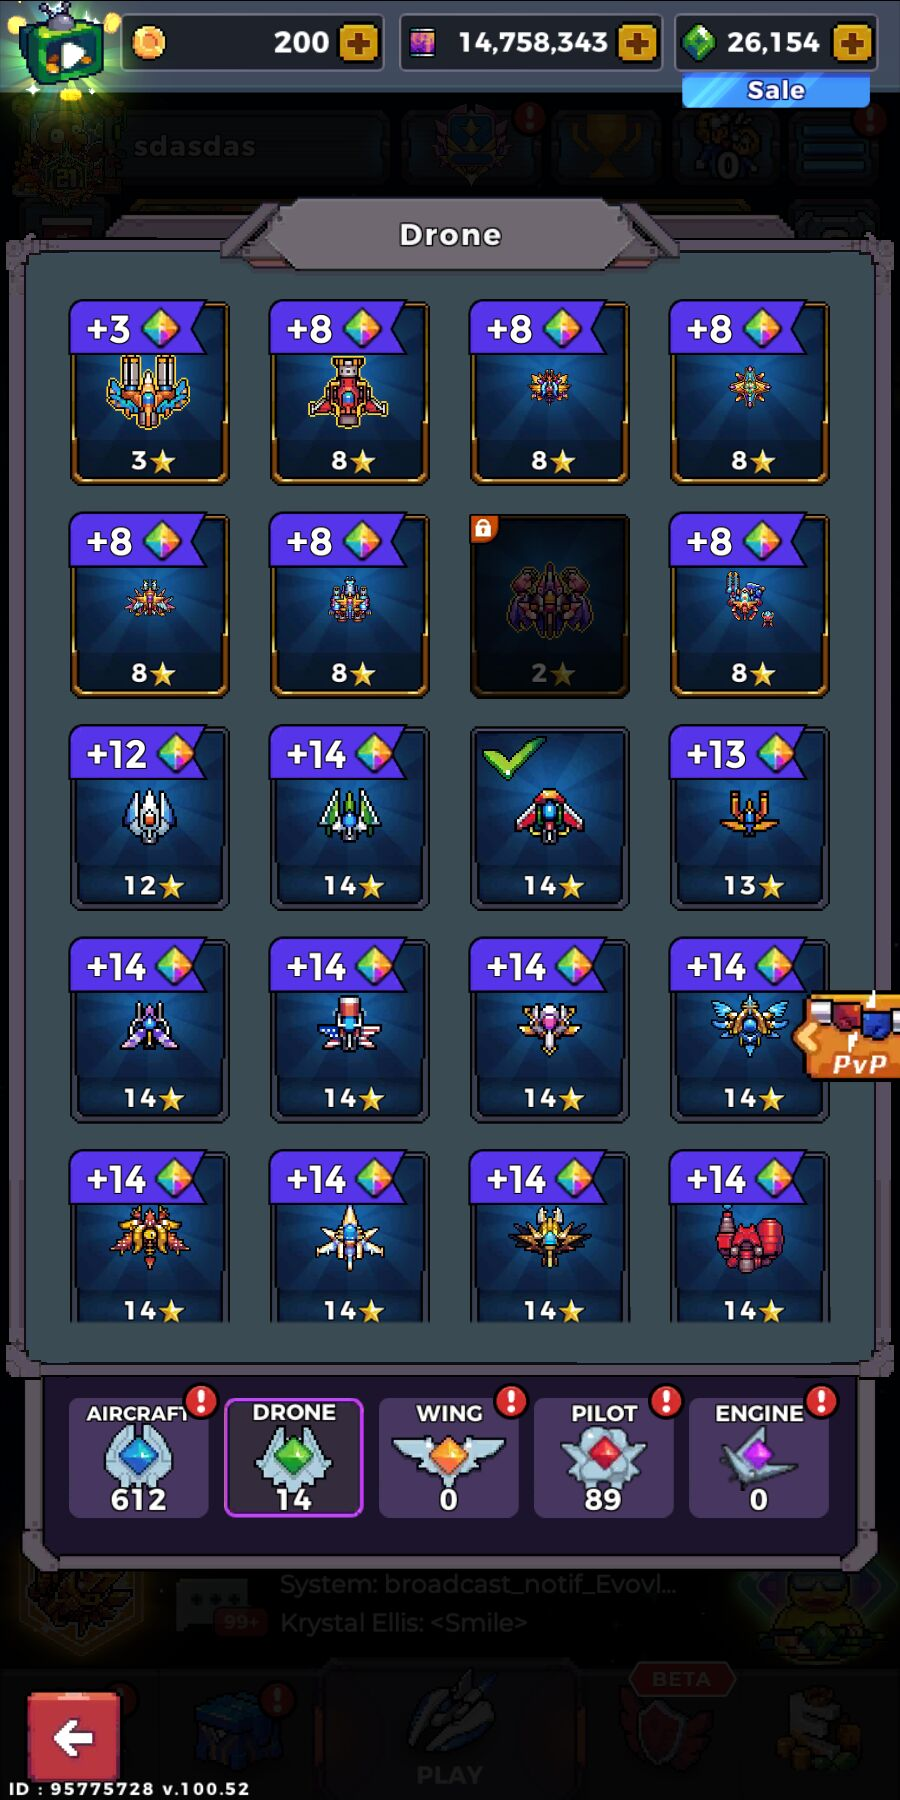 200
14,758,343
26,154
Sale
sdasdas
21
0
Drone
+3 +8 +8 +8
3 8 8 8
+8 +8 +8
8 8 2 8
+12 +14 +13
12 14 14 13
+14 +14 +14 +14
14 14 14 14
PvP
+14 +14 +14 +14
14 14 14 14
AIRCRAFT DRONE WING PILOT ENGINE
612 14 0 89 0
System: broadcast_notif_Evovl...
99+ Krystal Ellis: <Smile>
BETA
PLAY
ID : 95775728 v.100.52